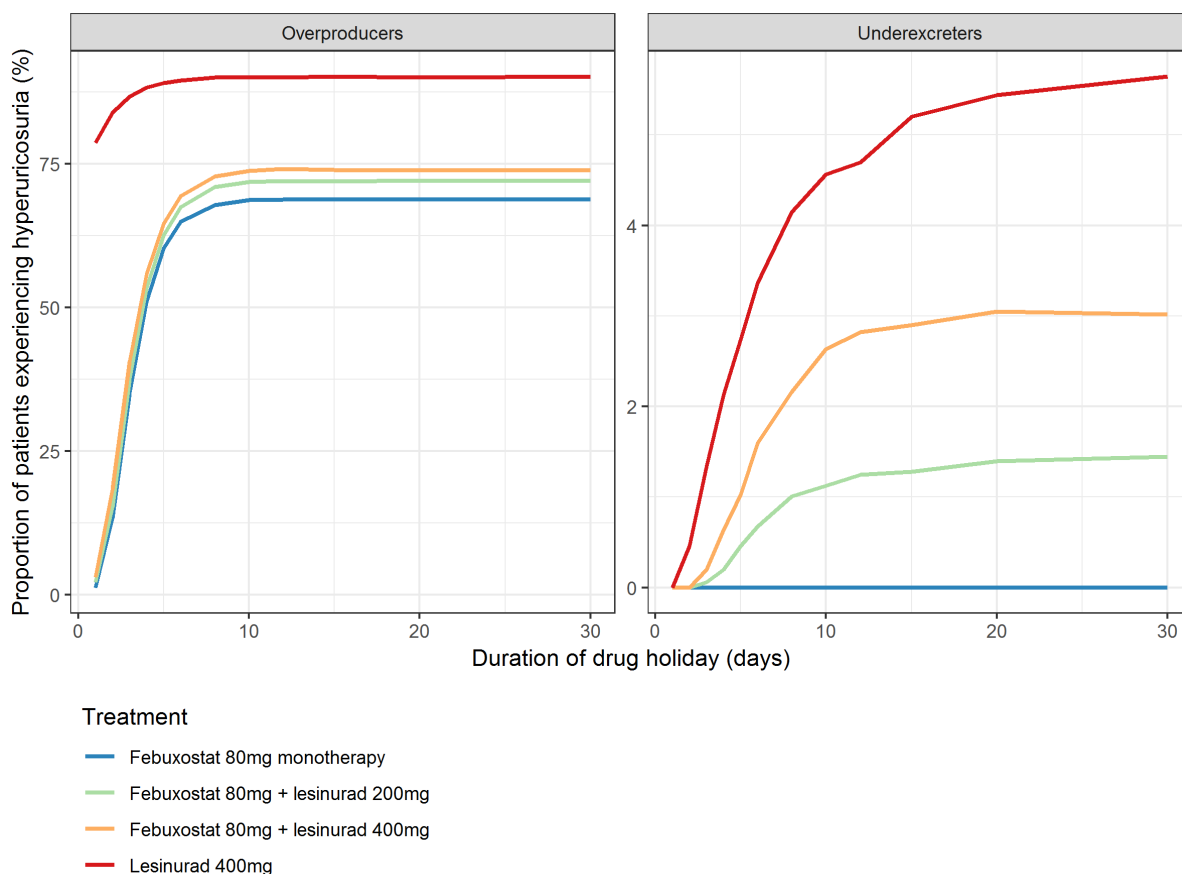 Overproducers
Underexcreters
Proportion of patients experiencing hyperuricosuria (%)
75
50
25
0
4
2
0
0 10 20 30
0 10 20 30
Duration of drug holiday (days)
Treatment
Febuxostat 80mg monotherapy
Febuxostat 80mg + lesinurad 200mg
Febuxostat 80mg + lesinurad 400mg
Lesinurad 400mg